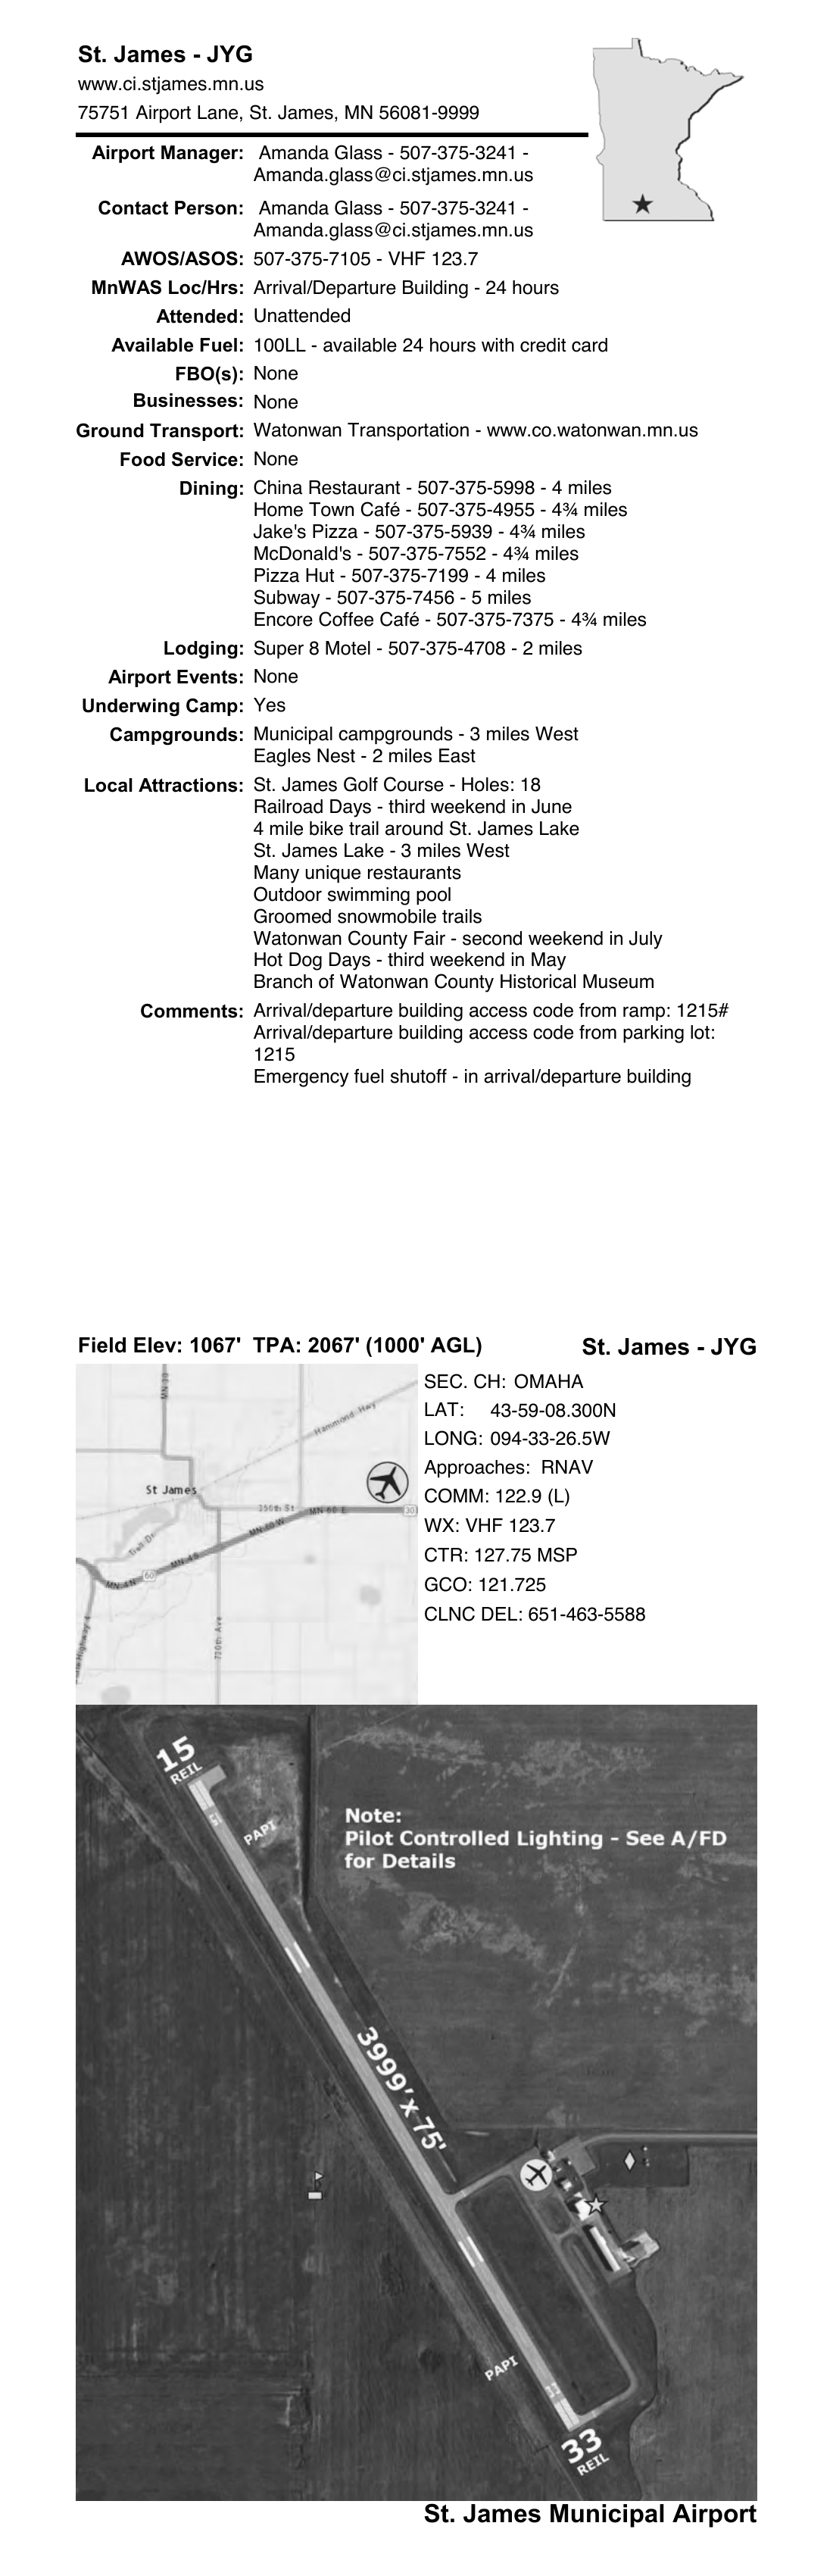 St. James - JYG
www.ci.stjames.mn.us
75751 Airport Lane, St. James, MN 56081-9999
Airport Manager: Amanda Glass - 507-375-3241 -
Amanda.glass@ci.stjames.mn.us
Contact Person: Amanda Glass - 507-375-3241 -
Amanda.glass@ci.stjames.mn.us
AWOS/ASOS: 507-375-7105 - VHF 123.7
MnWAS Loc/Hrs: Arrival/Departure Building - 24 hours
Attended: Unattended
Available Fuel: 100LL - available 24 hours with credit card
FBO(s): None
Businesses: None
Ground Transport: Watonwan Transportation - www.co.watonwan.mn.us
Food Service: None
Dining: China Restaurant - 507-375-5998 - 4 miles
Home Town Café - 507-375-4955 - 4¾ miles
Jake's Pizza - 507-375-5939 - 4¾ miles
McDonald's - 507-375-7552 - 4¾ miles
Pizza Hut - 507-375-7199 - 4 miles
Subway - 507-375-7456 - 5 miles
Encore Coffee Café - 507-375-7375 - 4¾ miles
Lodging: Super 8 Motel - 507-375-4708 - 2 miles
Airport Events: None
Underwing Camp: Yes
Campgrounds: Municipal campgrounds - 3 miles West
Eagles Nest - 2 miles East
Local Attractions: St. James Golf Course - Holes: 18
Railroad Days - third weekend in June
4 mile bike trail around St. James Lake
St. James Lake - 3 miles West
Many unique restaurants
Outdoor swimming pool
Groomed snowmobile trails
Watonwan County Fair - second weekend in July
Hot Dog Days - third weekend in May
Branch of Watonwan County Historical Museum
Comments: Arrival/departure building access code from ramp: 1215#
Arrival/departure building access code from parking lot:
1215
Emergency fuel shutoff - in arrival/departure building
Field Elev: 1067' TPA: 2067' (1000' AGL)
St. James - JYG
MN 30
Hammond Hwy
St James
350th St
MN 60 E
30
MN 60 W
Trail Dr
MN 4S
60
MN 4N
Highway 4
750th Ave
SEC. CH: OMAHA
LAT: 43-59-08.300N
LONG: 094-33-26.5W
Approaches: RNAV
COMM: 122.9 (L)
WX: VHF 123.7
CTR: 127.75 MSP
GCO: 121.725
CLNC DEL: 651-463-5588
15
REIL
PAPI
Note:
Pilot Controlled Lighting - See A/FD
for Details
3999' x 75'
PAPI
33
REIL
St. James Municipal Airport